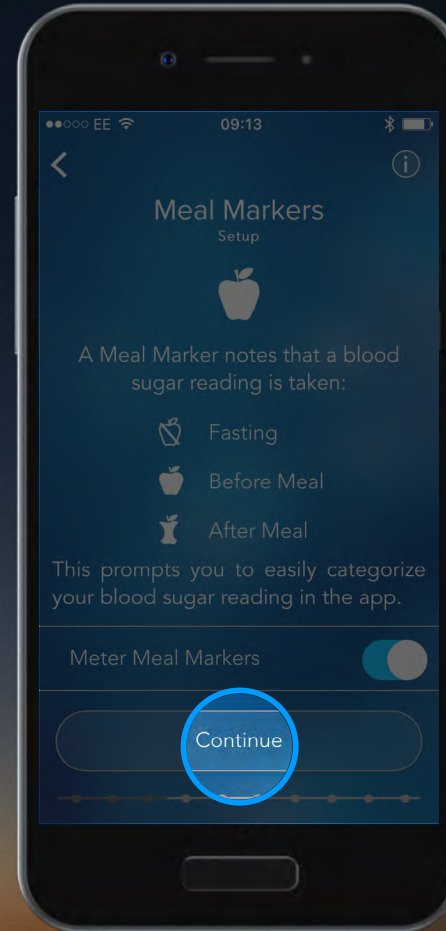 EE 09:13
Meal Markers
Setup
A Meal Marker notes that a blood
sugar reading is taken:
Fasting
Before Meal
After Meal
This prompts you to easily categorize
your blood sugar reading in the app.
Meter Meal Markers
Continue